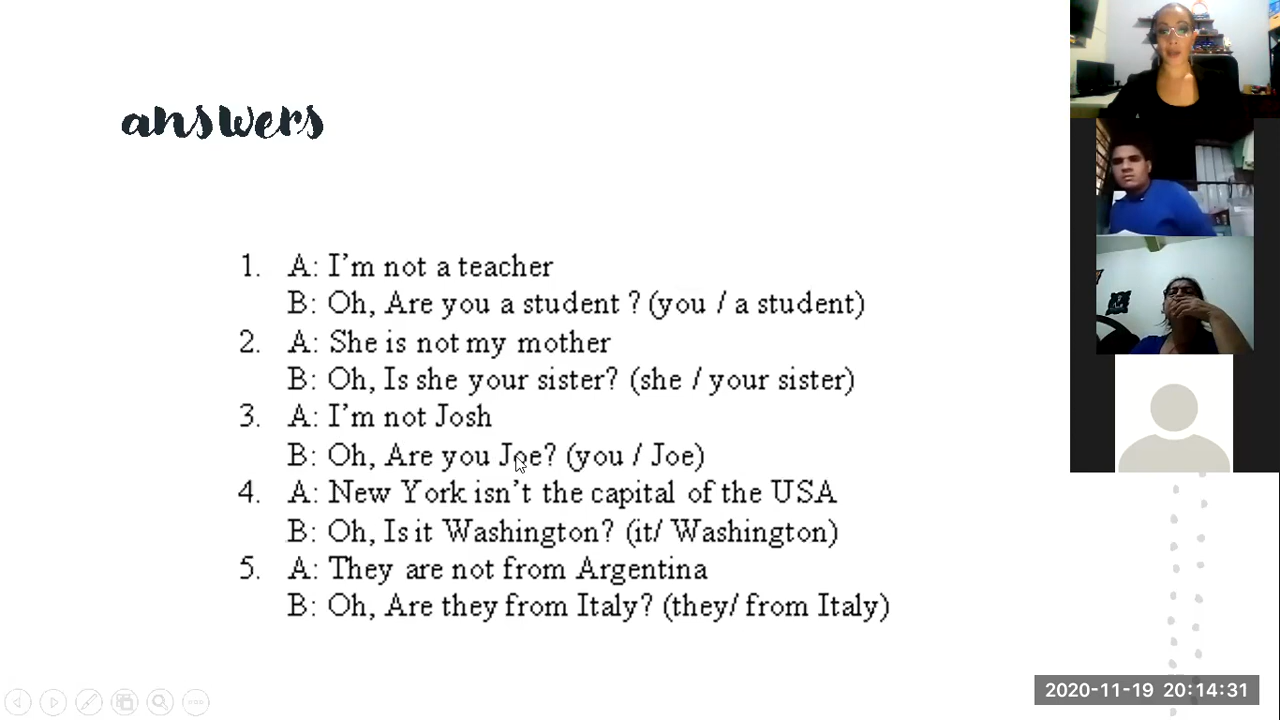 answers
1. A: I'm not a teacher
B: Oh, Are you a student ? (you / a student)
2. A: She is not my mother
B: Oh, Is she your sister? (she / your sister)
3. A: I'm not Josh
B: Oh, Are you Joe? (you / Joe)
4. A: New York isn't the capital of the USA
B: Oh, Is it Washington? (it/ Washington)
5. A: They are not from Argentina
B: Oh, Are they from Italy? (they/ from Italy)
2020-11-19 20:14:31